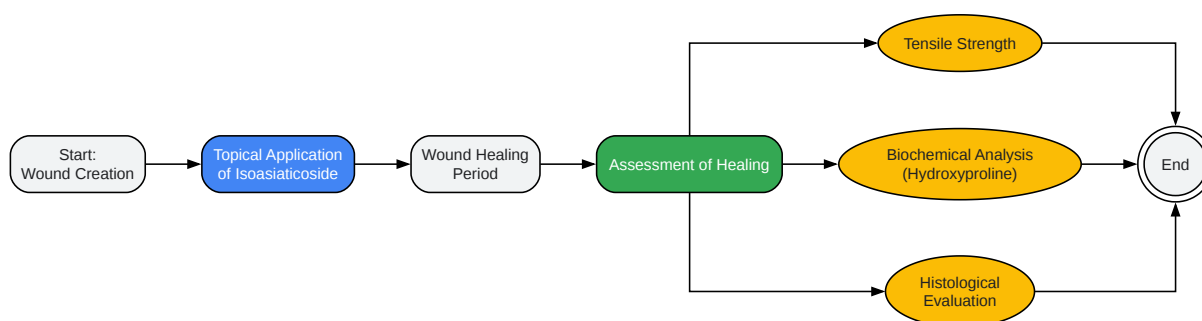 Start:
Wound Creation
Topical Application
of Isoasiaticoside
Wound Healing
Period
Assessment of Healing
Tensile Strength
Biochemical Analysis
(Hydroxyproline)
Histological
Evaluation
End